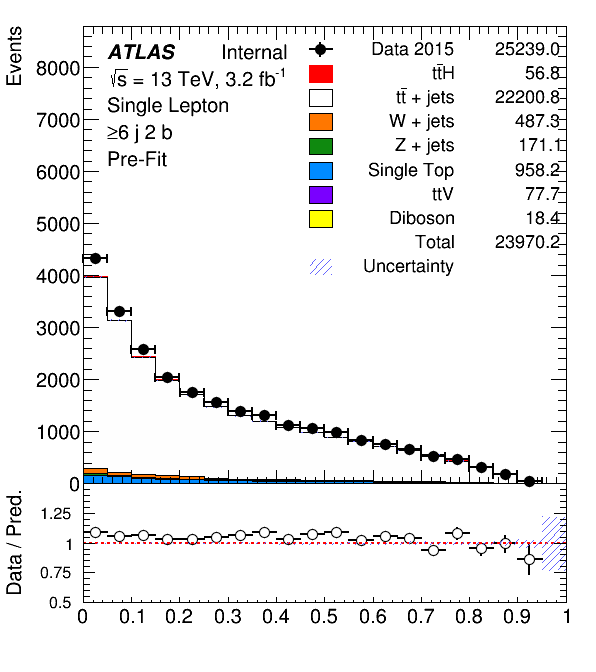 Events
8000
7000
6000
5000
4000
3000
2000
1000
0
ATLAS Internal
√s = 13 TeV, 3.2 fb⁻¹
Single Lepton
≥6 j 2 b
Pre-Fit
Data 2015 25239.0
tt̄H 56.8
tt̄ + jets 22200.8
W + jets 487.3
Z + jets 171.1
Single Top 958.2
ttV 77.7
Diboson 18.4
Total 23970.2
Uncertainty
Data / Pred.
1.25
1
0.75
0.5
0 0.1 0.2 0.3 0.4 0.5 0.6 0.7 0.8 0.9 1